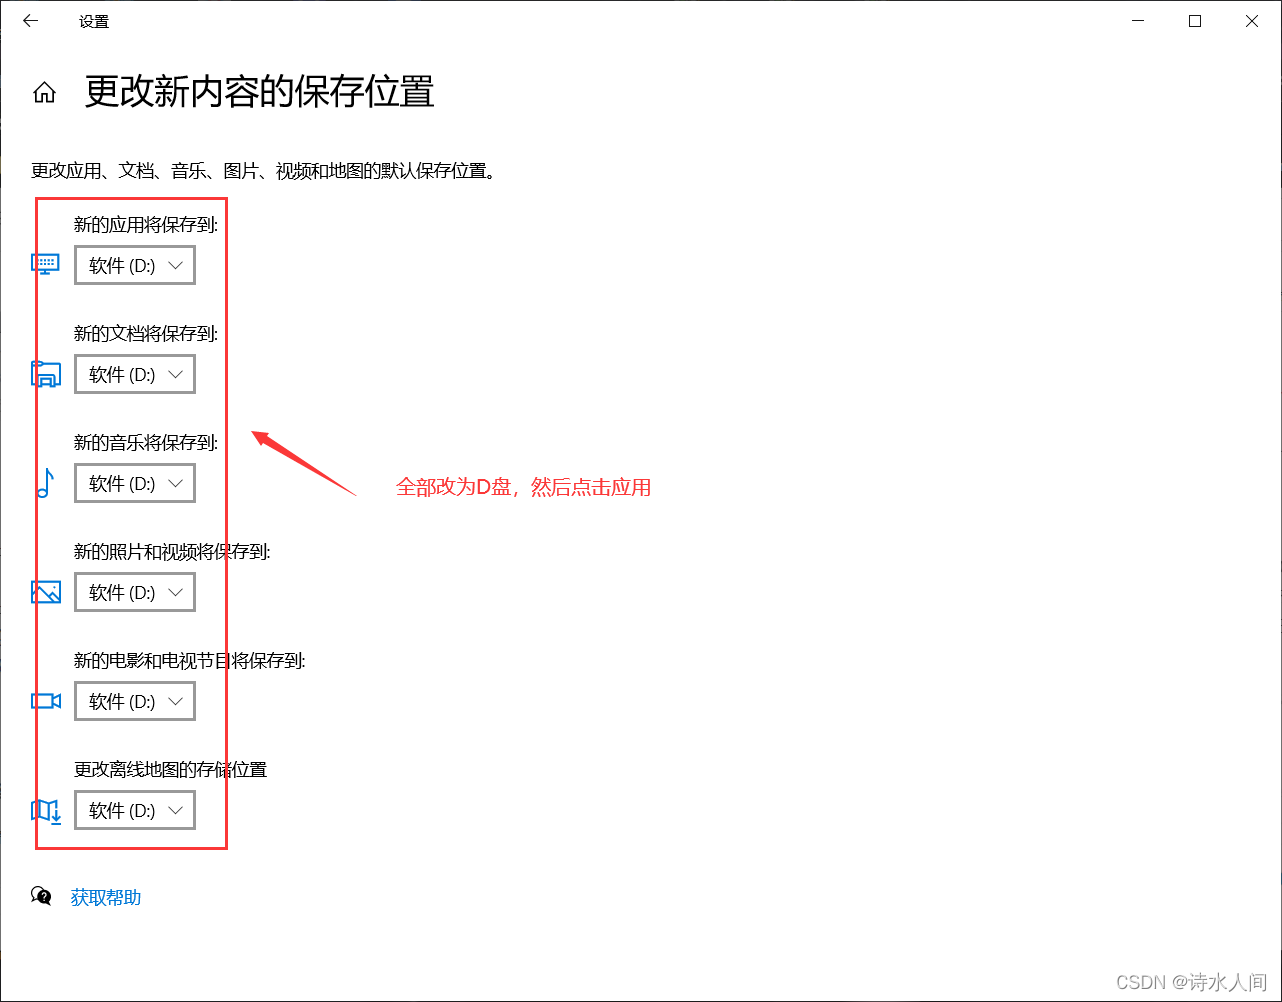 设置
更改新内容的保存位置
更改应用、文档、音乐、图片、视频和地图的默认保存位置。
新的应用将保存到:
软件 (D:)
新的文档将保存到:
软件 (D:)
新的音乐将保存到:
软件 (D:)
全部改为D盘，然后点击应用
新的照片和视频将保存到:
软件 (D:)
新的电影和电视节目将保存到:
软件 (D:)
更改离线地图的存储位置
软件 (D:)
获取帮助
CSDN @诗水人间